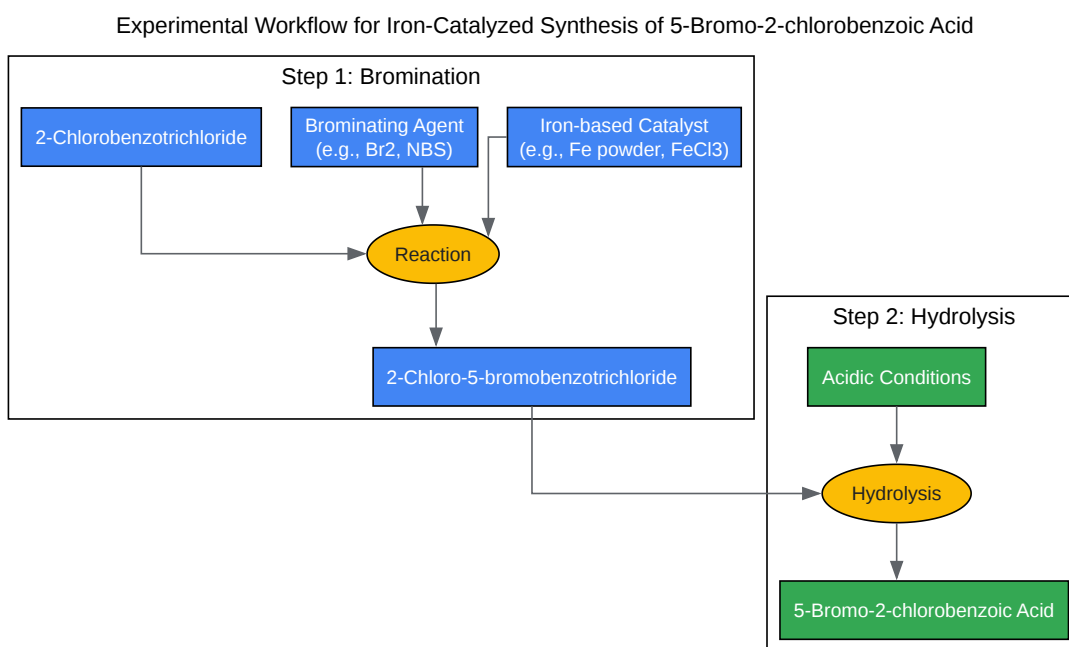 Experimental Workflow for Iron-Catalyzed Synthesis of 5-Bromo-2-chlorobenzoic Acid
Step 1: Bromination
2-Chlorobenzotrichloride
Brominating Agent
(e.g., Br2, NBS)
Iron-based Catalyst
(e.g., Fe powder, FeCl3)
Reaction
2-Chloro-5-bromobenzotrichloride
Step 2: Hydrolysis
Acidic Conditions
Hydrolysis
5-Bromo-2-chlorobenzoic Acid